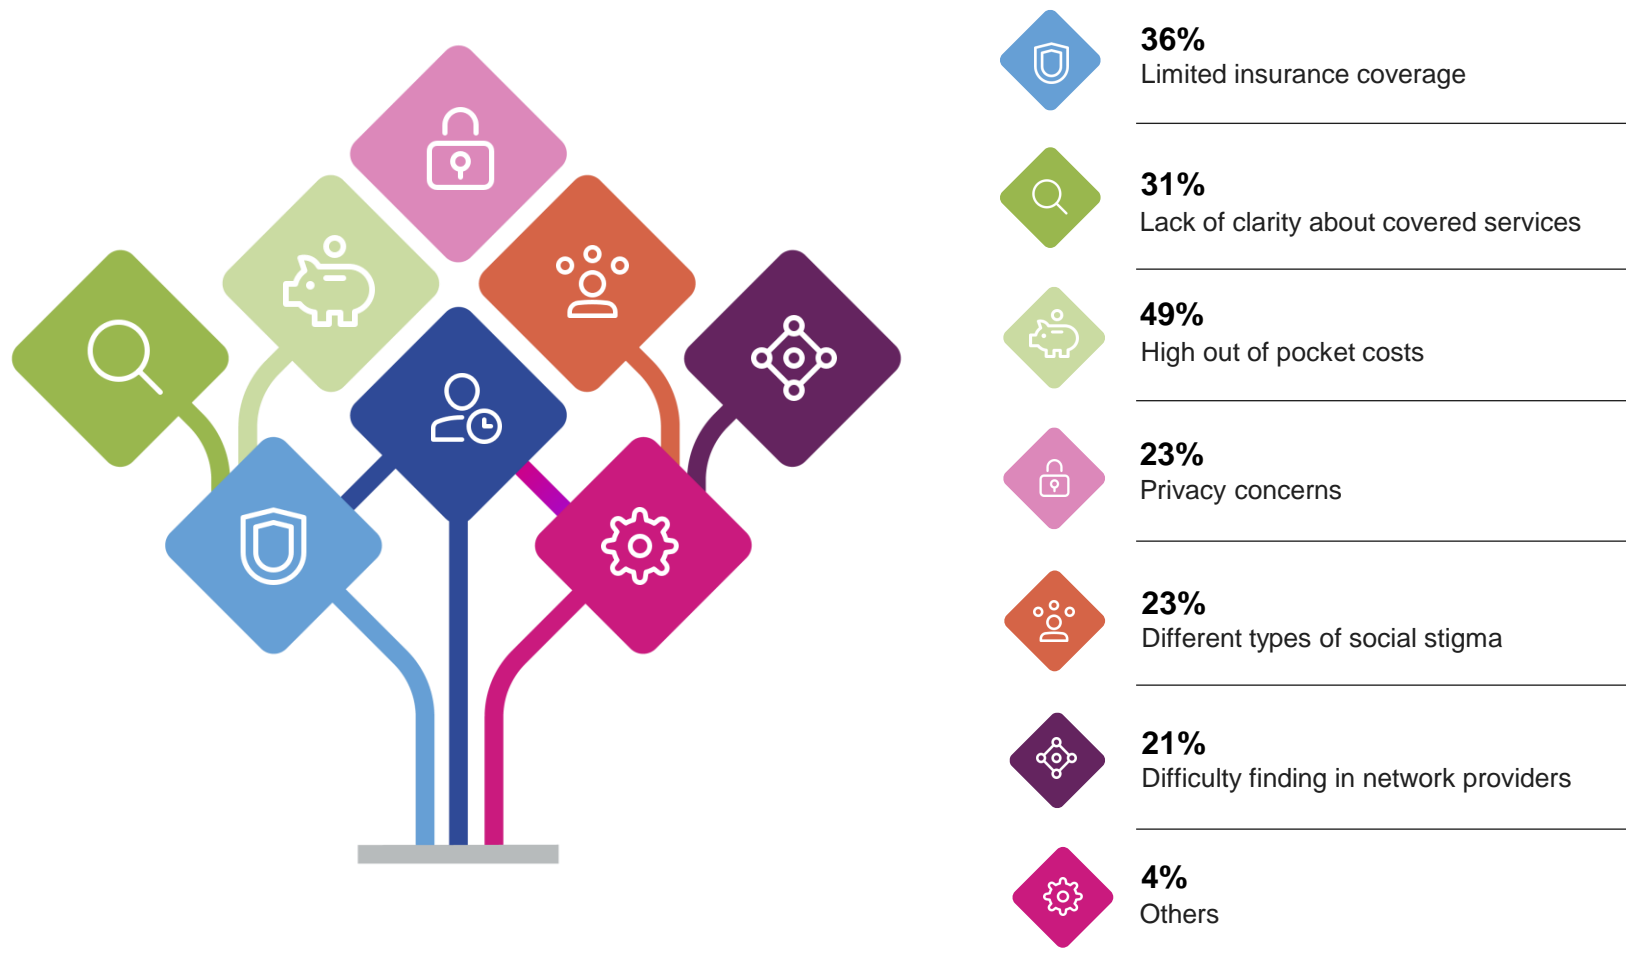 36%
Limited insurance coverage
31%
Lack of clarity about covered services
49%
High out of pocket costs
23%
Privacy concerns
23%
Different types of social stigma
21%
Difficulty finding in network providers
4%
Others